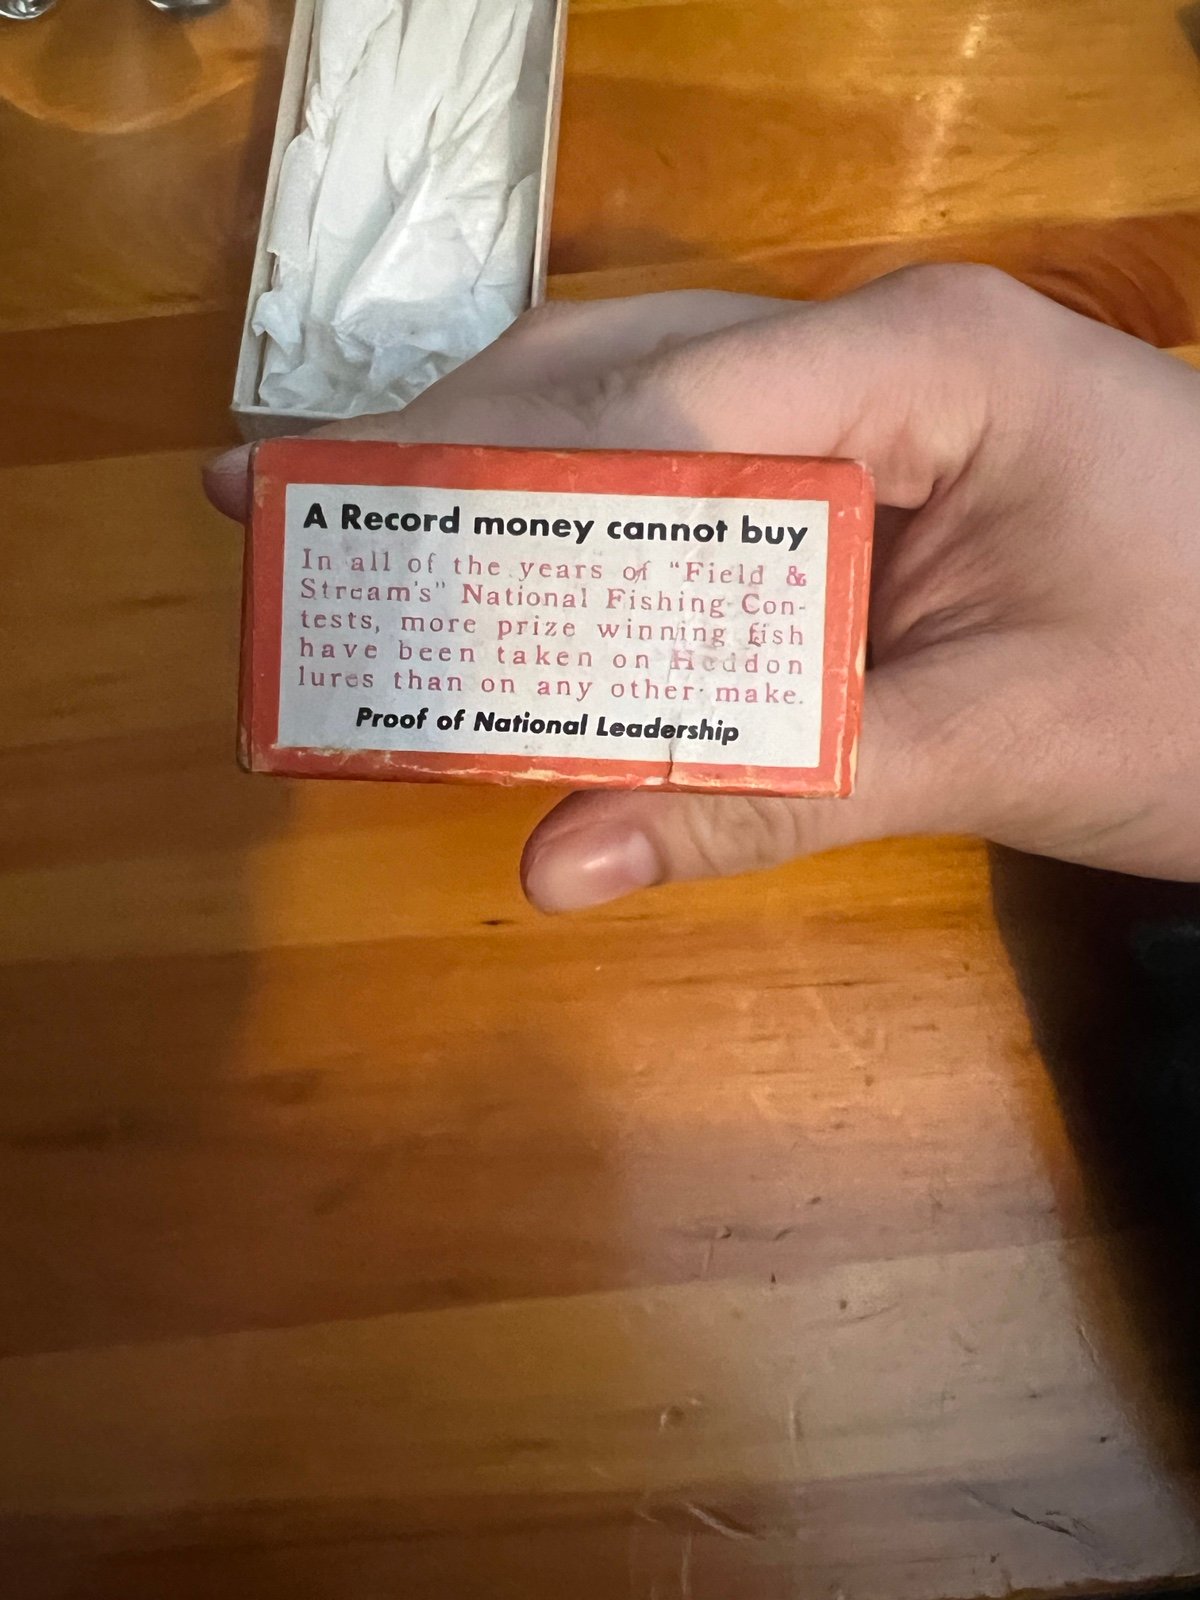 A Record money cannot buy
In all of the years of "Field &
Stream's" National Fishing Con-
tests, more prize winning fish
have been taken on Heddon
lures than on any other make.
Proof of National Leadership